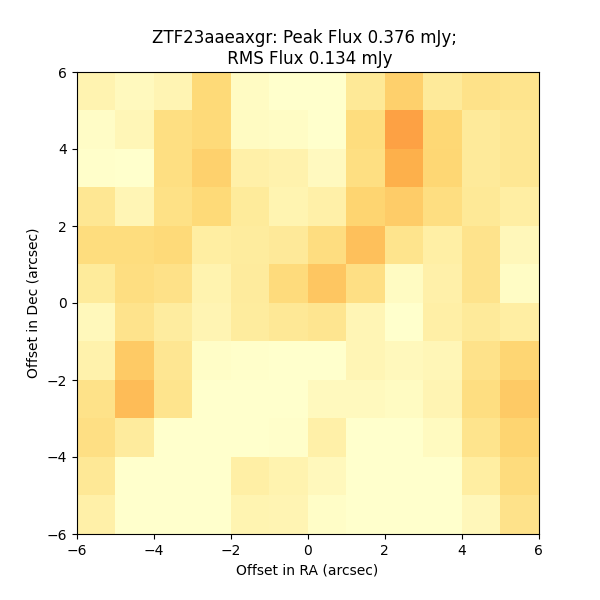 ZTF23aaeaxgr: Peak Flux 0.376 mJy;
RMS Flux 0.134 mJy
6
4
2
0
−2
−4
−6
Offset in Dec (arcsec)
−6 −4 −2 0 2 4 6
Offset in RA (arcsec)